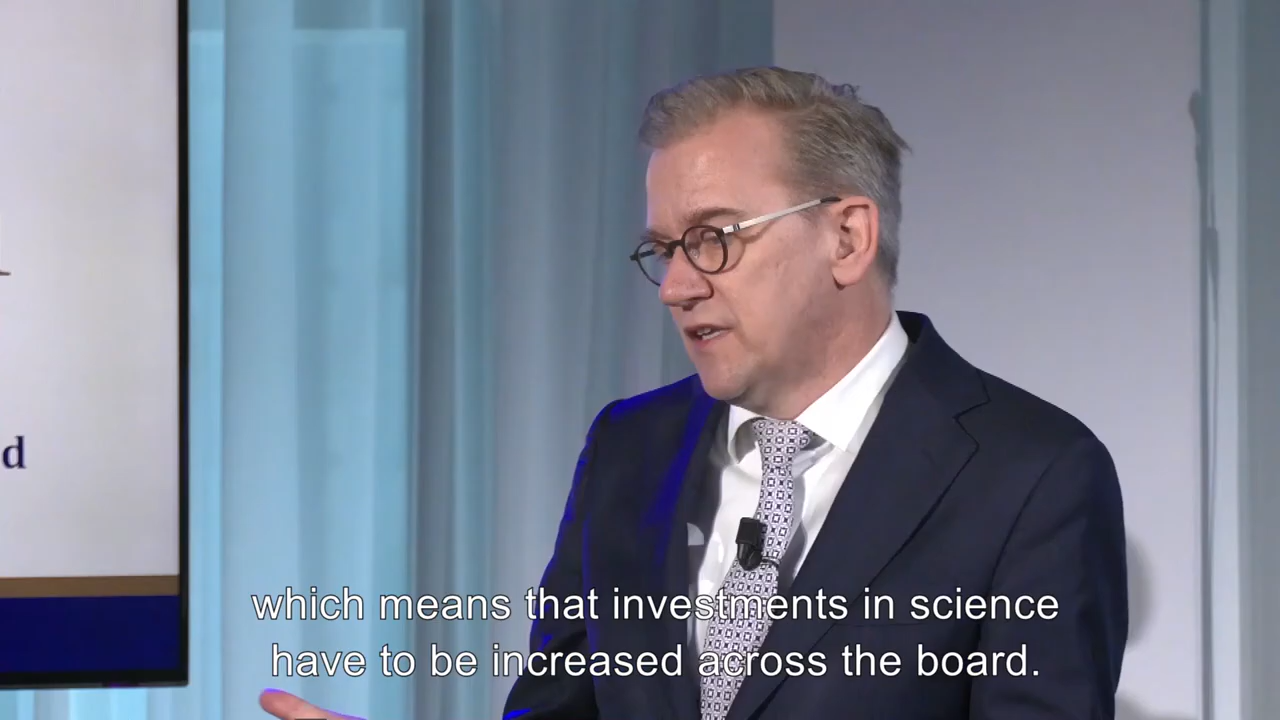 d
which means that investments in science
have to be increased across the board.